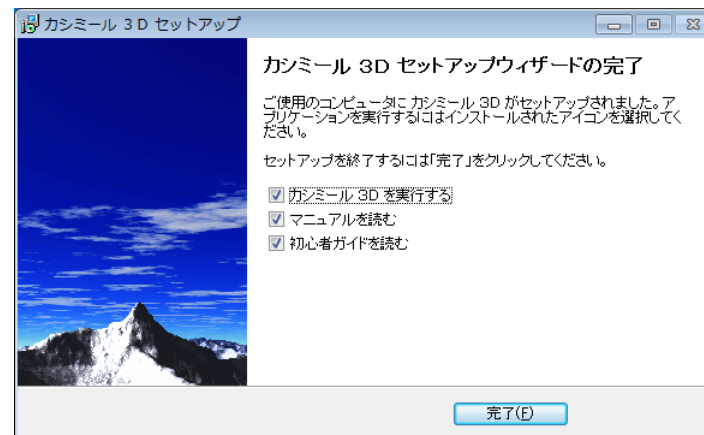 カシミール 3D セットアップ
カシミール 3D セットアップウィザードの完了
ご使用のコンピュータに カシミール 3D がセットアップされました。ア
プリケーションを実行するにはインストールされたアイコンを選択してく
ださい。
セットアップを終了するには「完了」をクリックしてください。
カシミール 3D を実行する
マニュアルを読む
初心者ガイドを読む
完了(F)